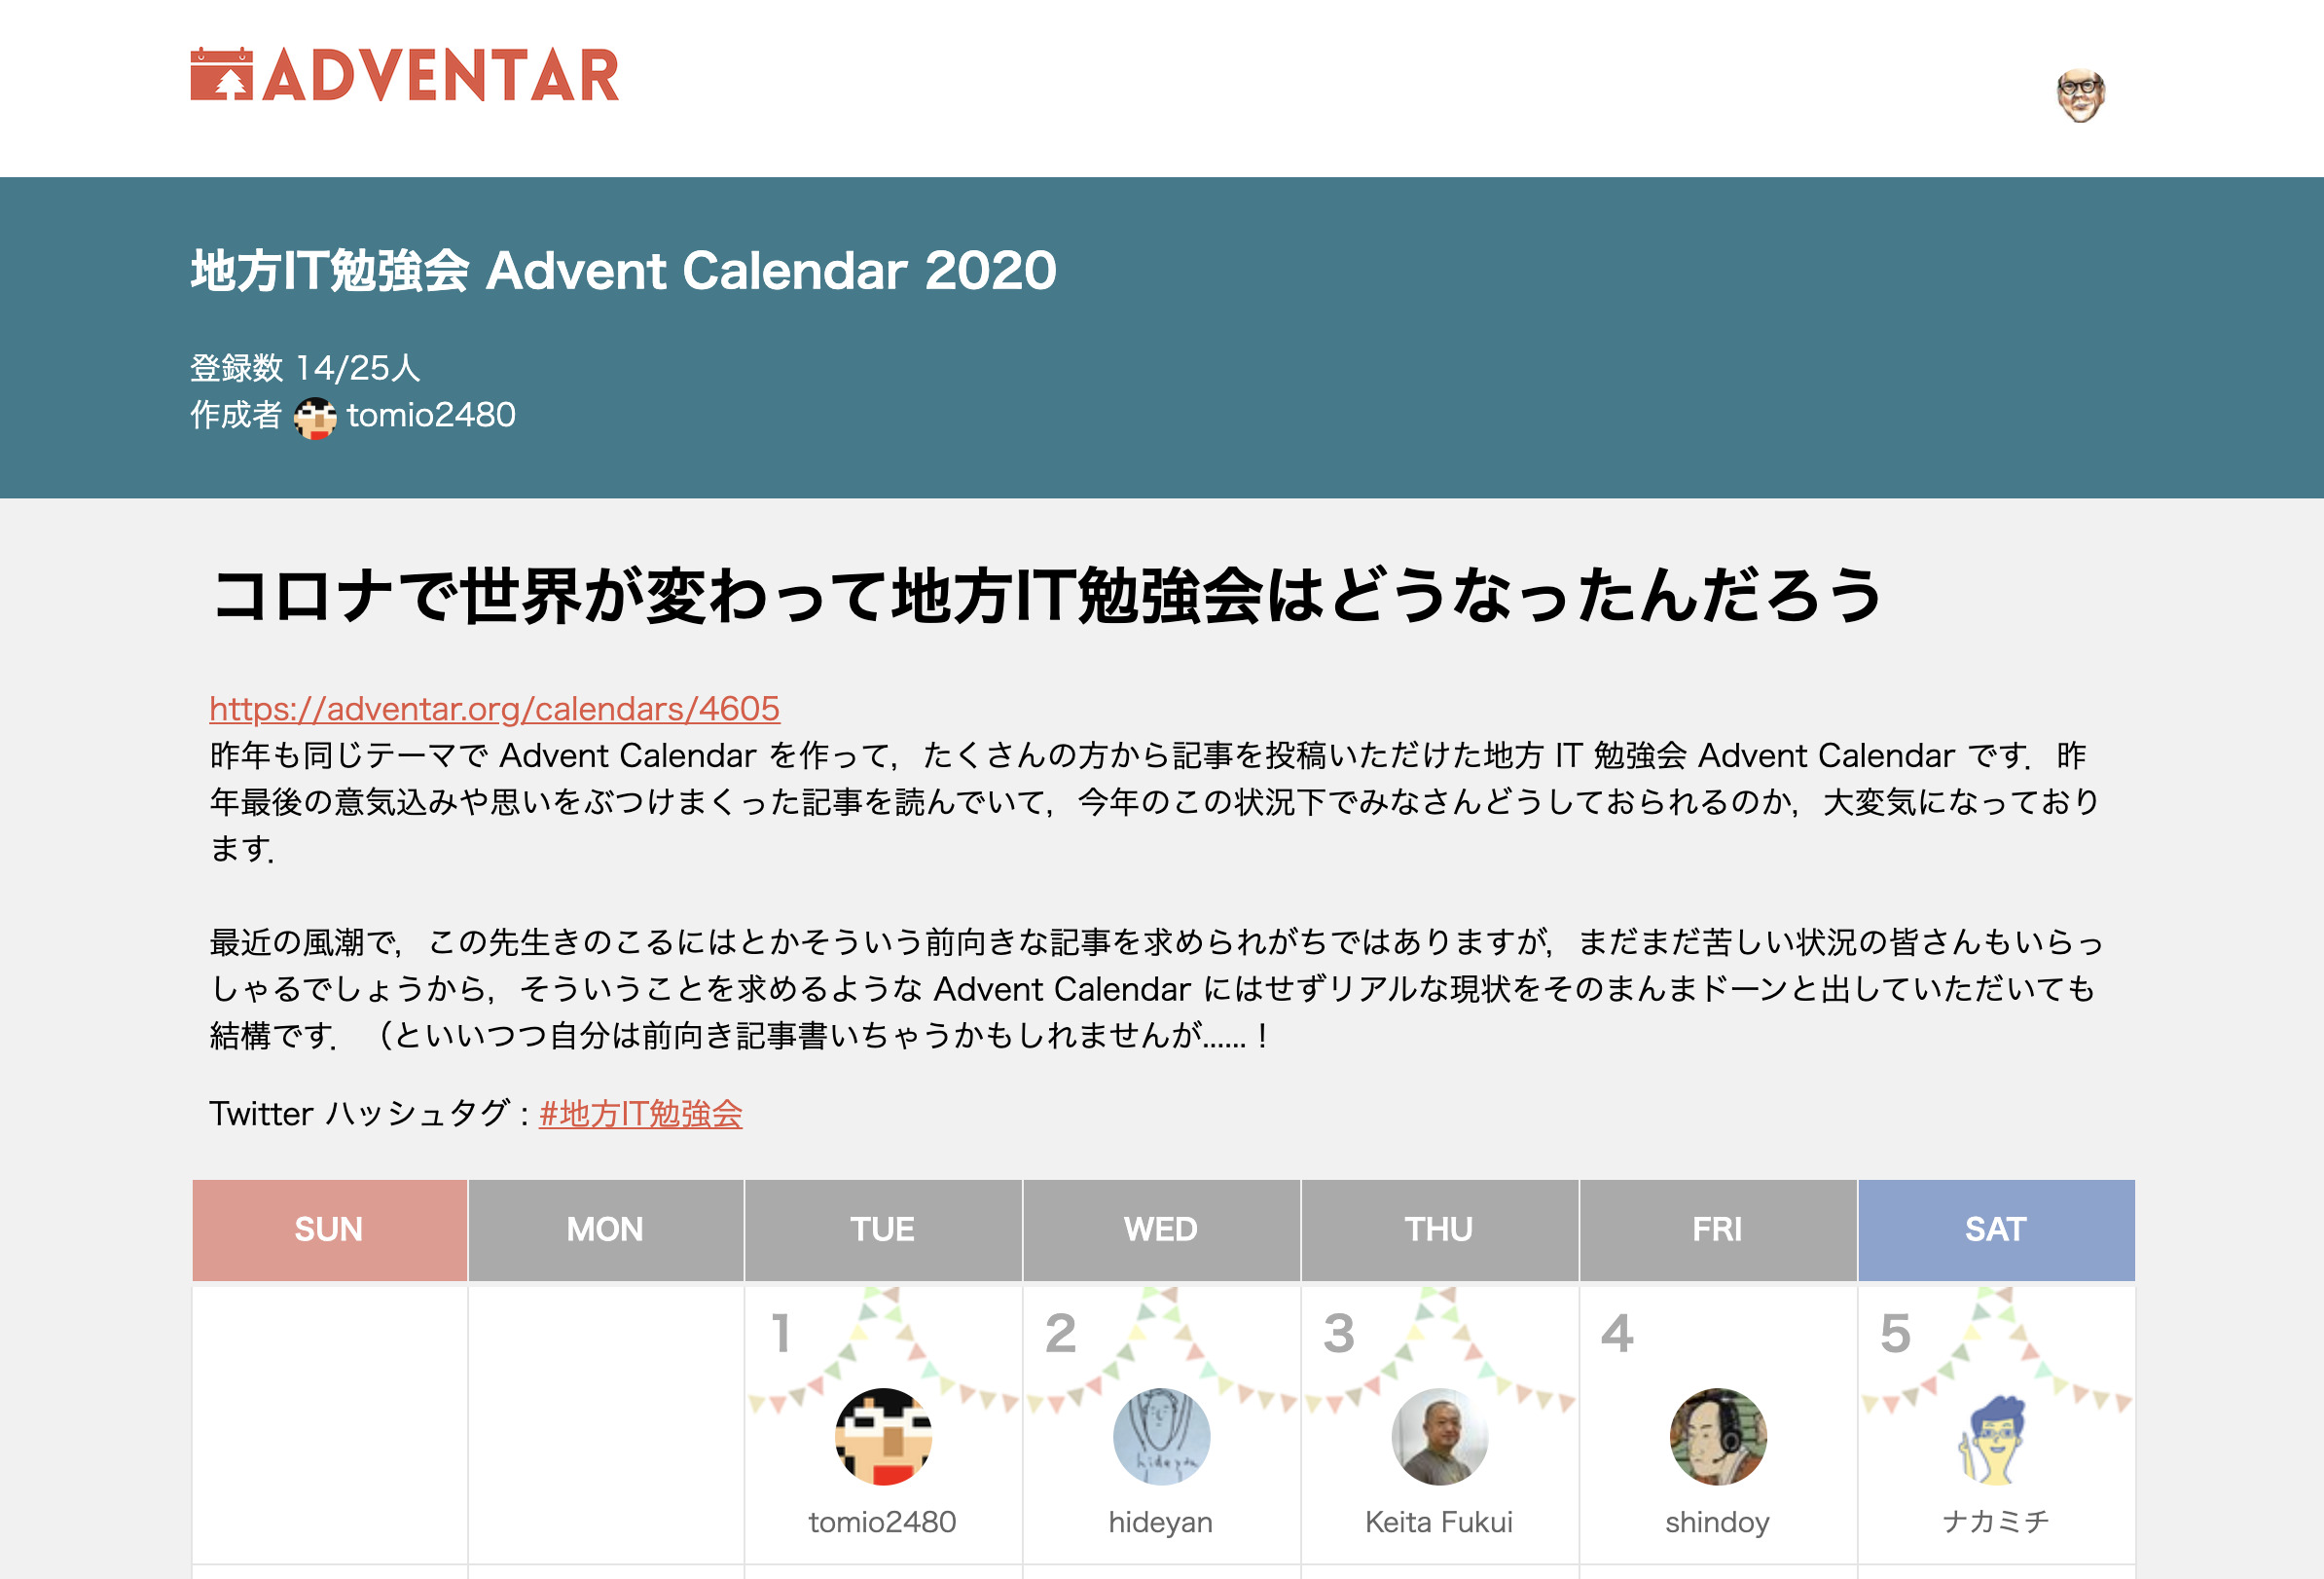 ADVENTAR
地方IT勉強会 Advent Calendar 2020
登録数 14/25人
作成者 tomio2480
コロナで世界が変わって地方IT勉強会はどうなったんだろう
https://adventar.org/calendars/4605
昨年も同じテーマで Advent Calendar を作って，たくさんの方から記事を投稿いただけた地方 IT 勉強会 Advent Calendar です．昨
年最後の意気込みや思いをぶつけまくった記事を読んでいて，今年のこの状況下でみなさんどうしておられるのか，大変気になっており
ます．
最近の風潮で，この先生きのこるにはとかそういう前向きな記事を求められがちではありますが，まだまだ苦しい状況の皆さんもいらっ
しゃるでしょうから，そういうことを求めるような Advent Calendar にはせずリアルな現状をそのまんまドーンと出していただいても
結構です．（といいつつ自分は前向き記事書いちゃうかもしれませんが……！
Twitter ハッシュタグ：#地方IT勉強会
SUN MON TUE WED THU FRI SAT
1 2 3 4 5
hideyan
tomio2480 hideyan Keita Fukui shindoy ナカミチ